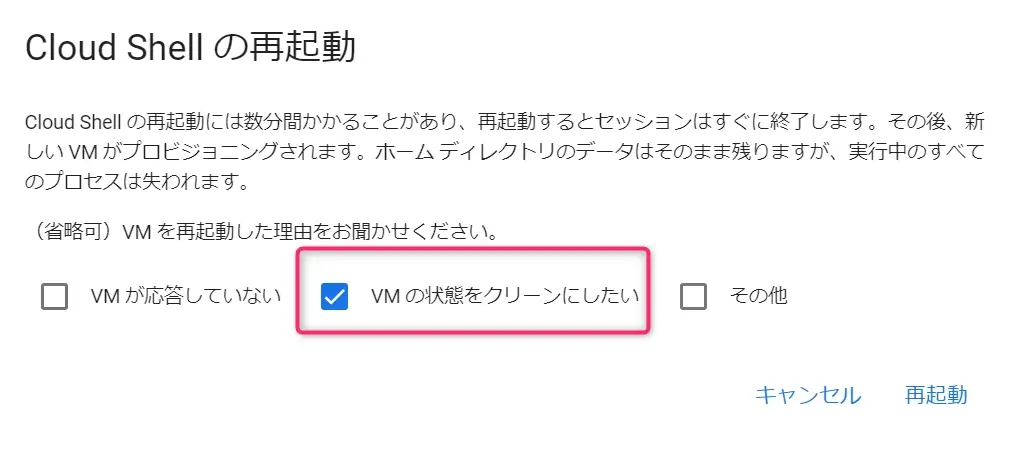 Cloud Shell の再起動
Cloud Shell の再起動には数分間かかることがあり、再起動するとセッションはすぐに終了します。その後、新
しい VM がプロビジョニングされます。ホーム ディレクトリのデータはそのまま残りますが、実行中のすべて
のプロセスは失われます。
（省略可）VM を再起動した理由をお聞かせください。
VM が応答していない VM の状態をクリーンにしたい その他
キャンセル 再起動